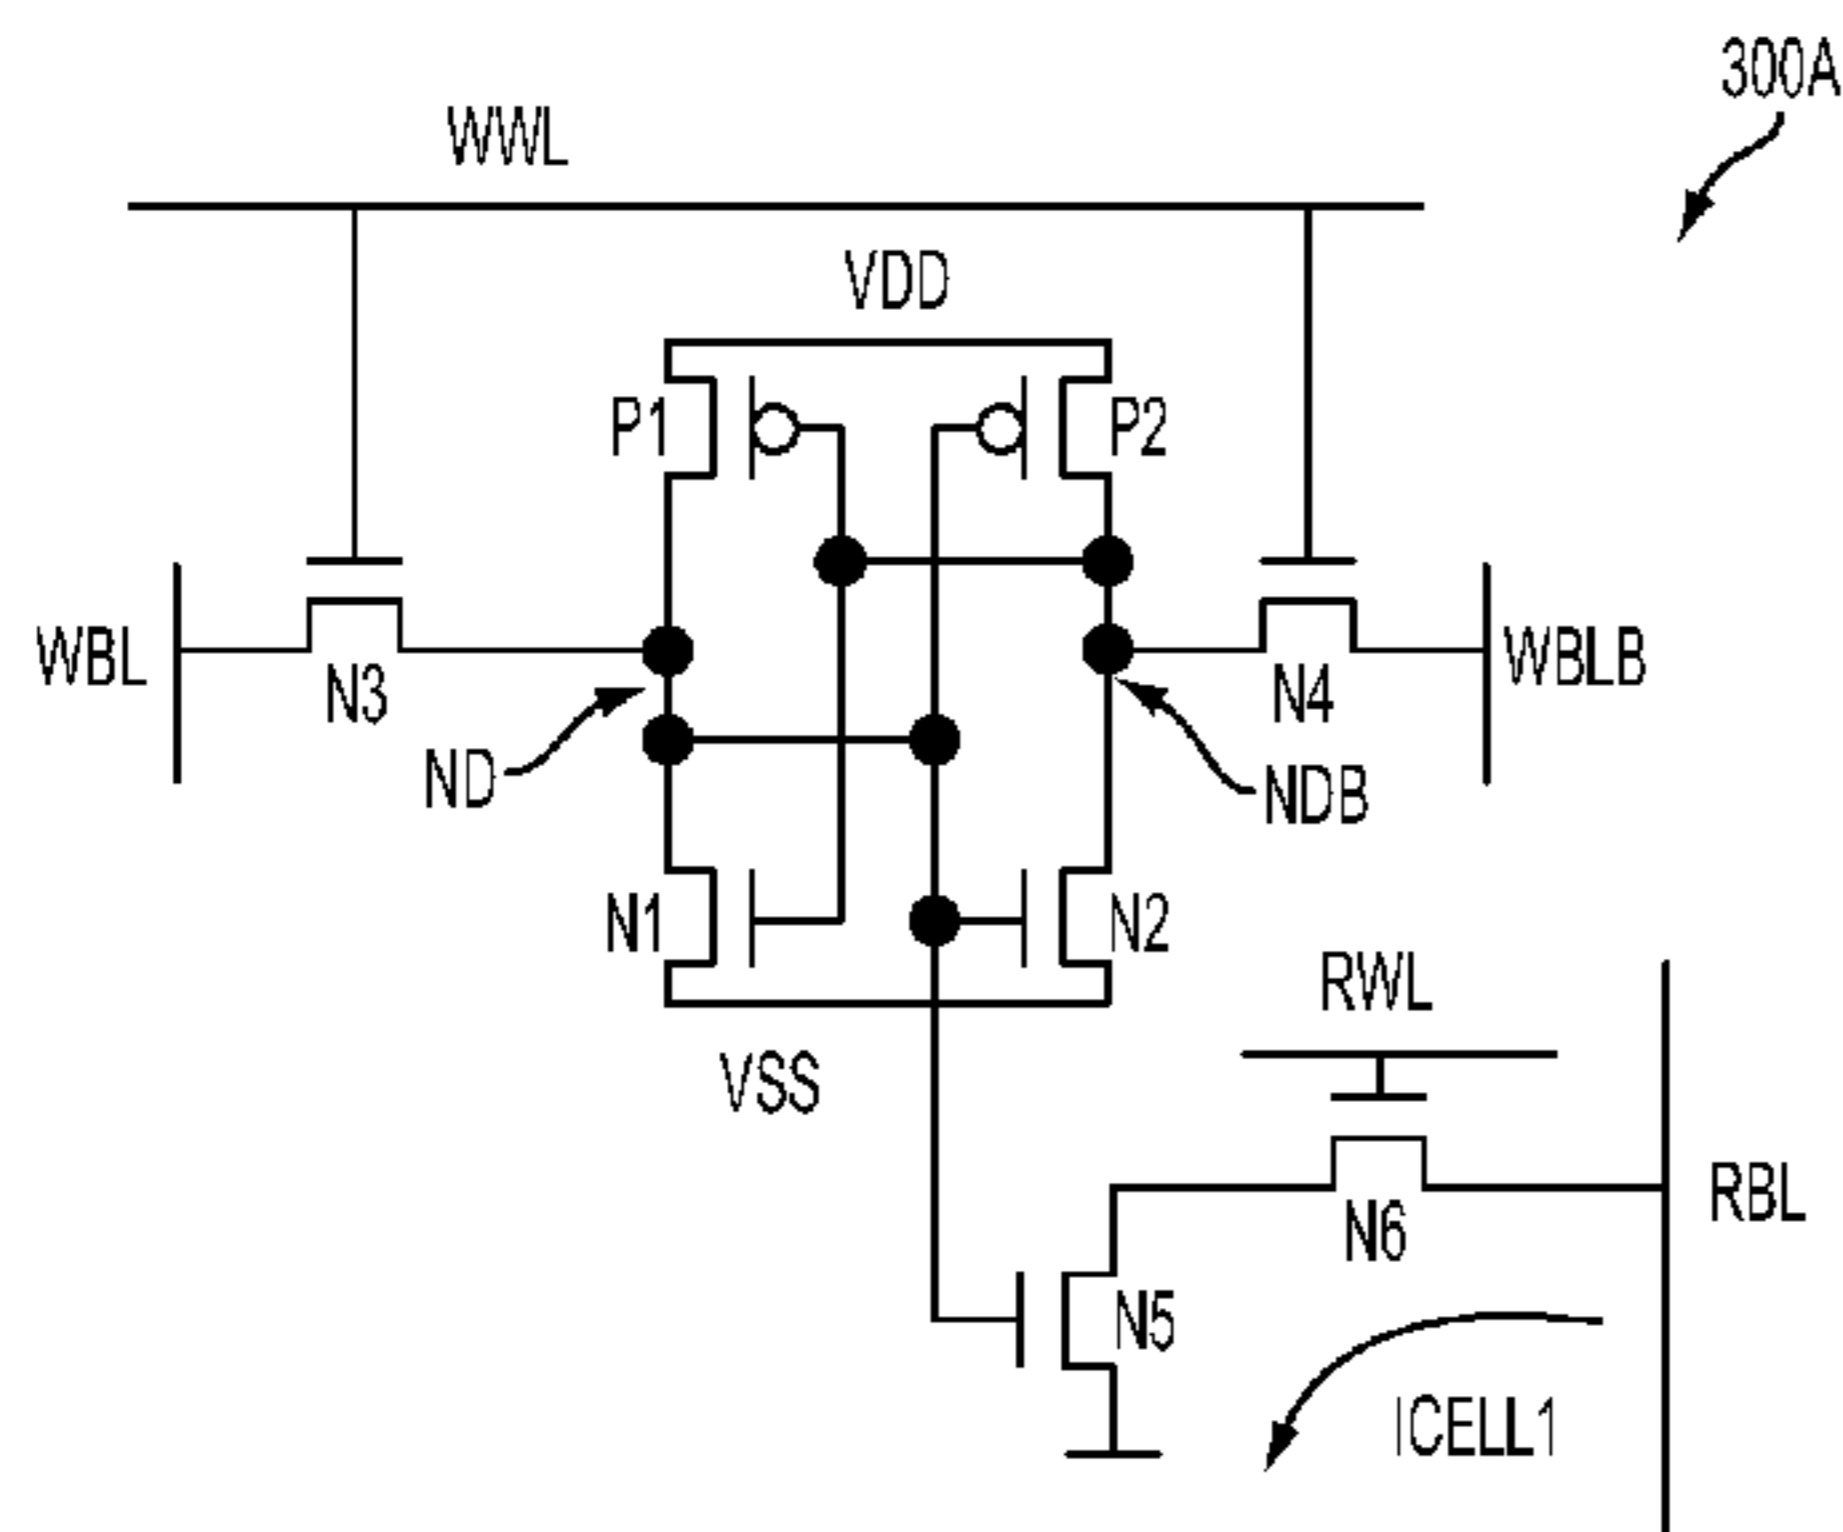 300A
WWL
VDD
P1
P2
WBL
N3
N4
WBLB
ND
NDB
N1
N2
RWL
VSS
RBL
N6
N5
ICELL1